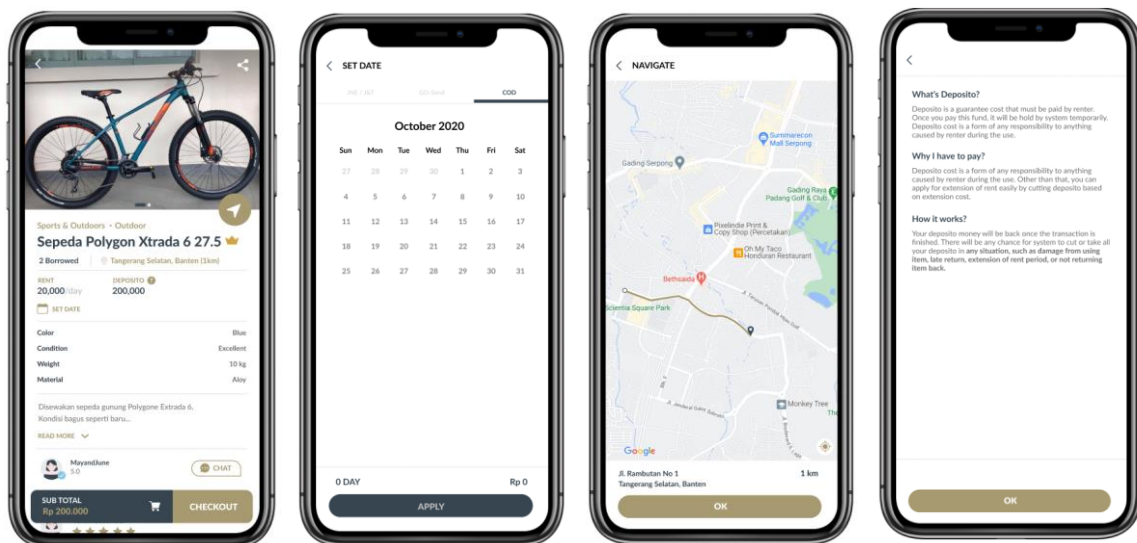 Sports & Outdoors • Outdoor
Sepeda Polygon Xtrada 6 27.5
2 Borrowed
Tangerang Selatan, Banten (1km)
RENT
DEPOSITO ?
20,000/day
200,000
SET DATE
Color Blue
Condition Excellent
Weight 10 kg
Material Aloy
Disewakan sepeda gunung Polygone Extrada 6.
Kondisi bagus seperti baru...
READ MORE
MayandJune
5.0
CHAT
SUB TOTAL
Rp 200.000
CHECKOUT
SET DATE
JNE / J&T GO-Send COD
October 2020
Sun Mon Tue Wed Thu Fri Sat
27 28 29 30 1 2 3
4 5 6 7 8 9 10
11 12 13 14 15 16 17
18 19 20 21 22 23 24
25 26 27 28 29 30 31
0 DAY Rp 0
APPLY
NAVIGATE
Summarecon
Mall Serpong
Gading Serpong
Gading Raya
Padang Golf & Club
Pixelindie Print &
Copy Shop (Percetakan)
Oh My Taco
Honduran Restaurant
Bethsaida
Scientia Square Park
Monkey Tree
Google
Jl. Rambutan No 1 1 km
Tangerang Selatan, Banten
OK
What's Deposito?
Deposito is a guarantee cost that must be paid by renter.
Once you pay this fund, it will be hold by system temporarily.
Deposito cost is a form of any responsibility to anything
caused by renter during the use.
Why I have to pay?
Deposito cost is a form of any responsibility to anything
caused by renter during the use. Other than that, you can
apply for extension of rent easily by cutting deposito based
on extension cost.
How it works?
Your deposito money will be back once the transaction is
finished. There will be any chance for system to cut or take all
your deposito in any situation, such as damage from using
item, late return, extension of rent period, or not returning
item back.
OK